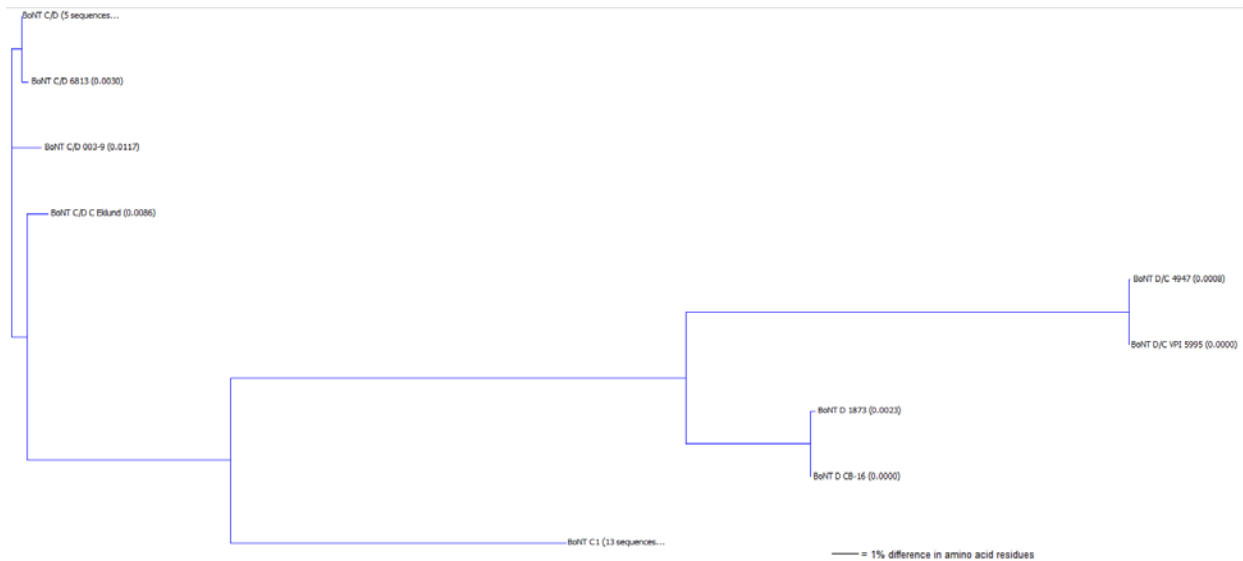 BoNT C/D (5 sequences...
BoNT C/D 6813 (0.0030)
BoNT C/D 003-9 (0.0117)
BoNT C/D C Eklund (0.0086)
BoNT D/C 4947 (0.0008)
BoNT D/C VPI 5995 (0.0000)
BoNT D 1873 (0.0023)
BoNT D CB-16 (0.0000)
BoNT C1 (13 sequences...
= 1% difference in amino acid residues